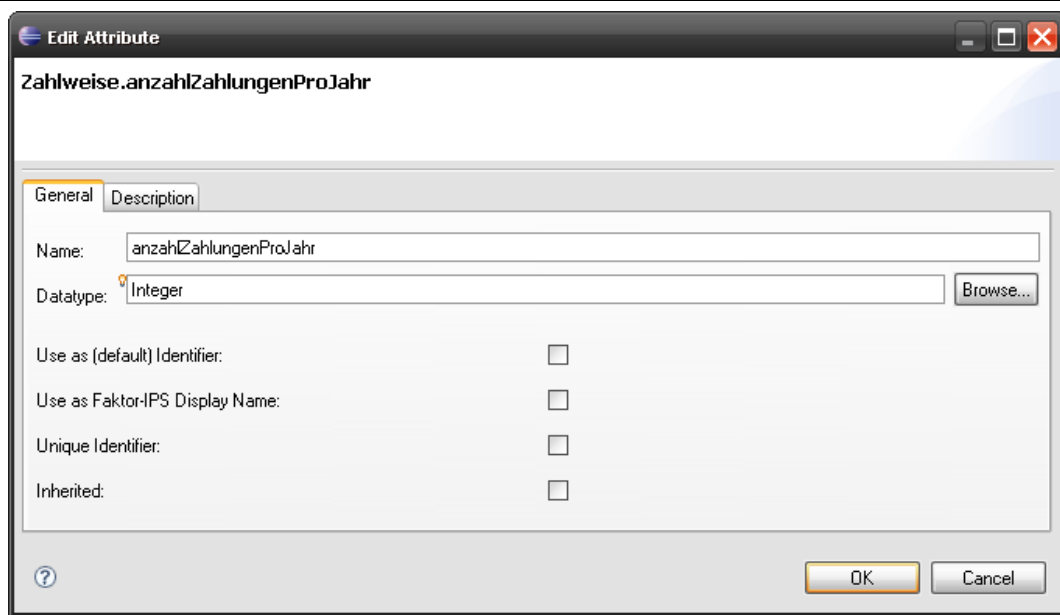 Edit Attribute
Zahlweise.anzahlZahlungenProJahr
General Description
Name: anzahlZahlungenProJahr
Datatype: Integer Browse...
Use as (default) Identifier:
Use as Faktor-IPS Display Name:
Unique Identifier:
Inherited:
? OK Cancel